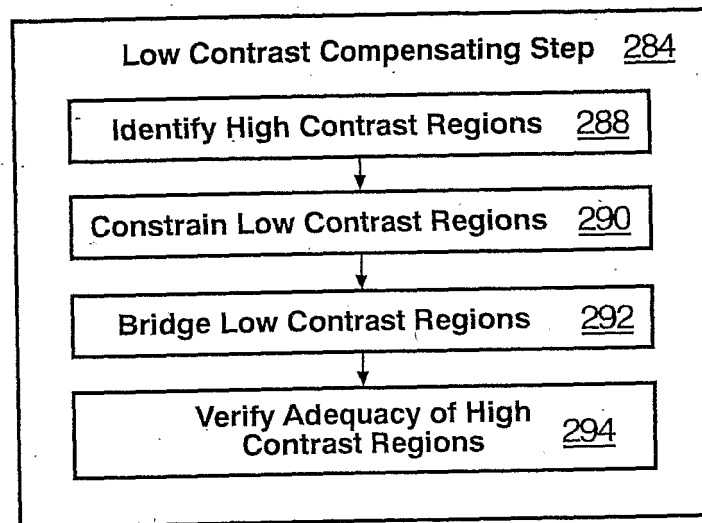 Low Contrast Compensating Step 284
Identify High Contrast Regions 288
Constrain Low Contrast Regions 290
Bridge Low Contrast Regions 292
Verify Adequacy of High
Contrast Regions 294